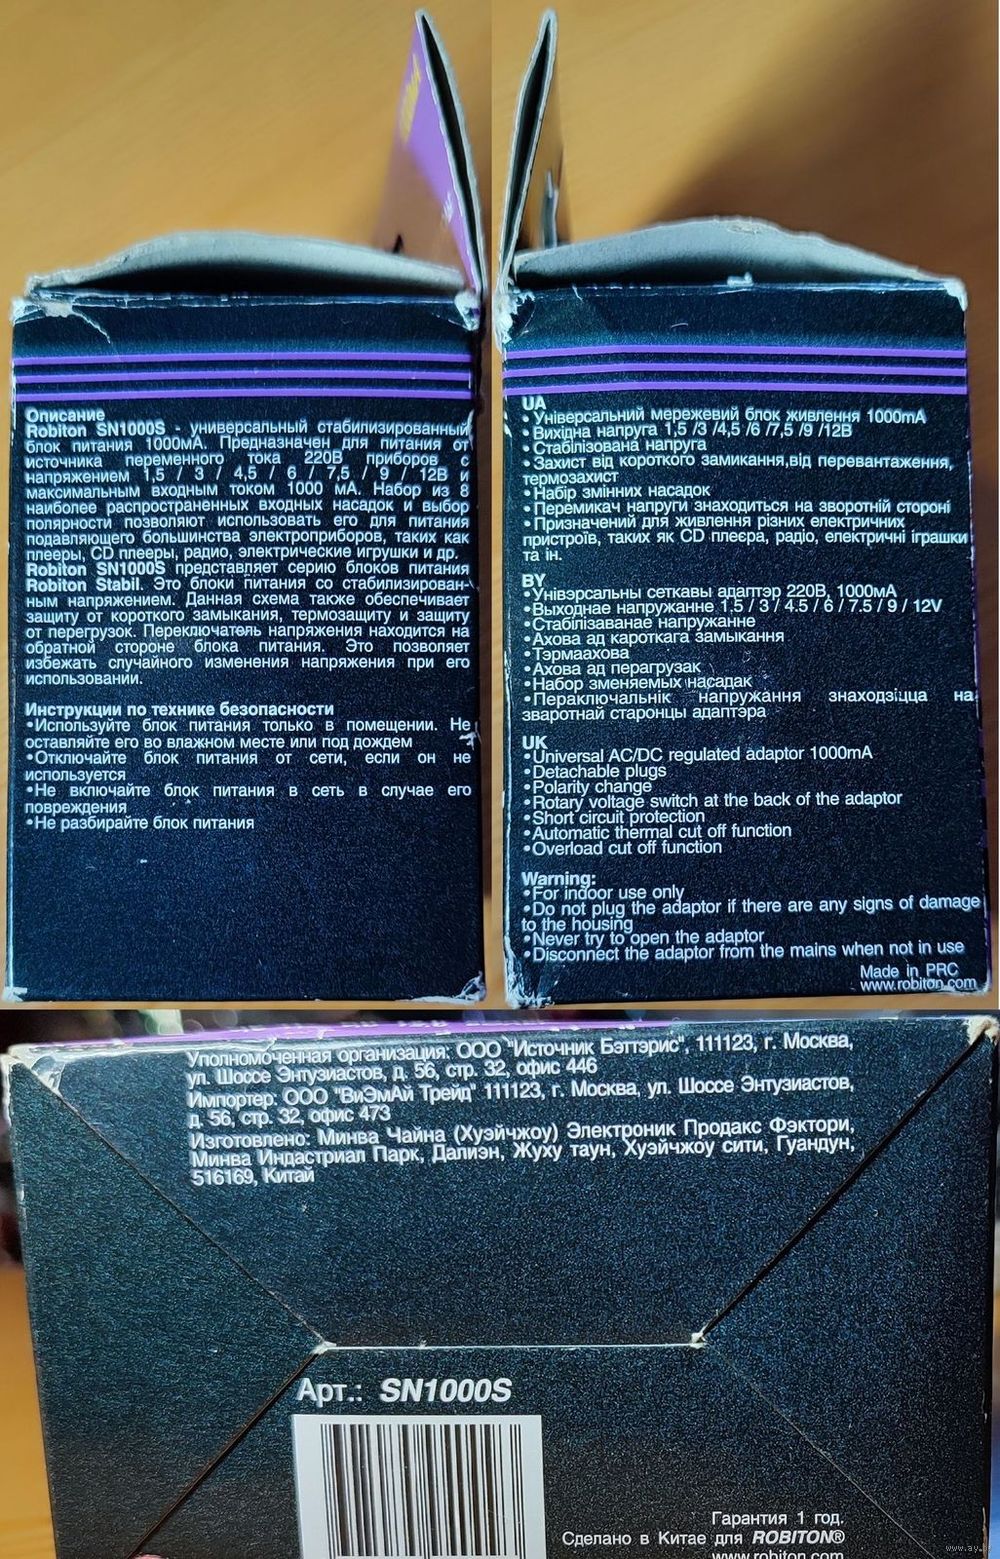 Описание
Robiton SN1000S - универсальный стабилизированный
блок питания 1000мА. Предназначен для питания от
источника переменного тока 220В приборов с
напряжением 1,5 / 3 / 4,5 / 6 / 7,5 / 9 / 12В и
максимальным входным током 1000 мА. Набор из 8
наиболее распространенных входных насадок и выбор
полярности позволяют использовать его для питания
подавляющего большинства электроприборов, таких как
плееры, CD плееры, радио, электрические игрушки и др.
Robiton SN1000S представляет серию блоков питания
Robiton Stabil. Это блоки питания со стабилизирован-
ным напряжением. Данная схема также обеспечивает
защиту от короткого замыкания, термозащиту и защиту
от перегрузок. Переключатель напряжения находится на
обратной стороне блока питания. Это позволяет
избежать случайного изменения напряжения при его
использовании.
Инструкции по технике безопасности
•Используйте блок питания только в помещении. Не
оставляйте его во влажном месте или под дождем
•Отключайте блок питания от сети, если он не
используется
•Не включайте блок питания в сеть в случае его
повреждения
•Не разбирайте блок питания
UA
•Універсальний мережевий блок живлення 1000mA
•Вихідна напруга 1,5 /3 /4,5 /6 /7,5 /9 /12В
•Стабілізована напруга
•Захист від короткого замикання,від перевантаження,
термозахист
•Набір змінних насадок
•Перемикач напруги знаходиться на зворотній стороні
•Призначений для живлення різних електричних
пристроїв, таких як CD плеєра, радіо, електричні іграшки
та ін.
BY
•Унівэрсальны сеткавы адаптэр 220В, 1000мА
•Выходнае напружанне 1.5 / 3 / 4.5 / 6 / 7.5 / 9 / 12V
•Стабілізаванае напружанне
•Ахова ад кароткага замыкання
•Тэрмаахова
•Ахова ад перагрузак
•Набор зменяемых насадак
•Пераключальнік напружання знаходзіцца на
зваротнай старонцы адаптэра
UK
•Universal AC/DC regulated adaptor 1000mA
•Detachable plugs
•Polarity change
•Rotary voltage switch at the back of the adaptor
•Short circuit protection
•Automatic thermal cut off function
•Overload cut off function
Warning:
•For indoor use only
•Do not plug the adaptor if there are any signs of damage
to the housing
•Never try to open the adaptor
•Disconnect the adaptor from the mains when not in use
Made in PRC
www.robiton.com
Уполномоченная организация: ООО "Источник Бэттэрис", 111123, г. Москва,
ул. Шоссе Энтузиастов, д. 56, стр. 32, офис 446
Импортер: ООО "ВиЭмАй Трейд" 111123, г. Москва, ул. Шоссе Энтузиастов,
д. 56, стр. 32, офис 473
Изготовлено: Минва Чайна (Хуэйчжоу) Электроник Продакс Фэктори,
Минва Индастриал Парк, Далиэн, Жуху таун, Хуэйчжоу сити, Гуандун,
516169, Китай
Арт.: SN1000S
Гарантия 1 год.
Сделано в Китае для ROBITON®
www.robiton.com